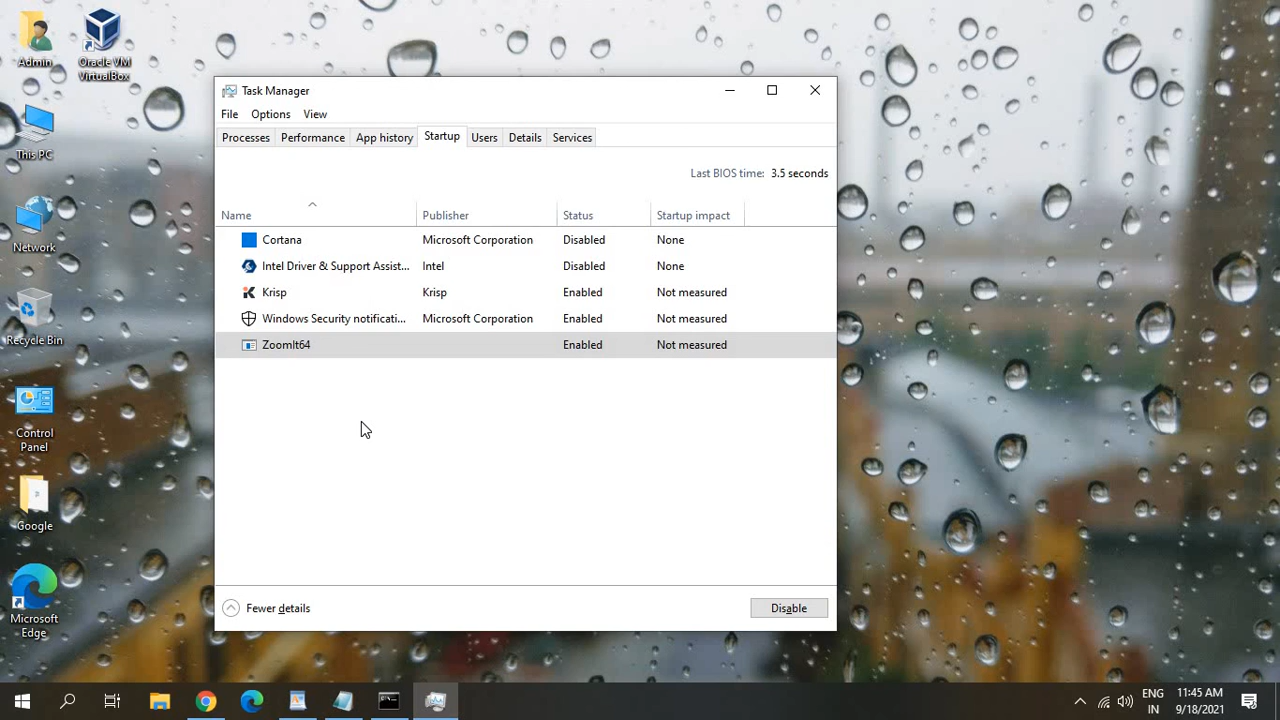 Admin
Oracle VM
VirtualBox
This PC
Network
Recycle Bin
Control
Panel
Google
Microsoft
Edge
Task Manager
File Options View
Processes Performance App history Startup Users Details Services
Last BIOS time: 3.5 seconds
Name Publisher Status Startup impact
Cortana Microsoft Corporation Disabled None
Intel Driver & Support Assist... Intel Disabled None
Krisp Krisp Enabled Not measured
Windows Security notificati... Microsoft Corporation Enabled Not measured
ZoomIt64 Enabled Not measured
Fewer details Disable
ENG 11:45 AM
IN 9/18/2021